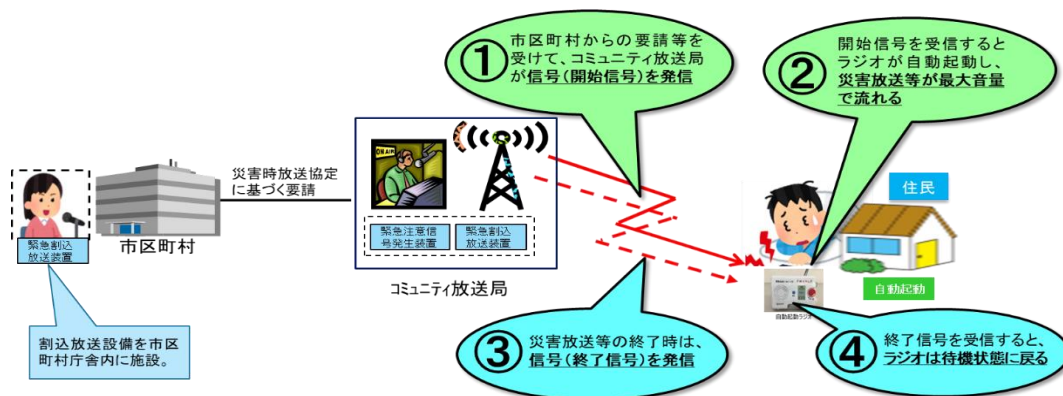 ①
市区町村からの要請等を
受けて、コミュニティ放送局
が信号(開始信号)を発信
②
開始信号を受信すると
ラジオが自動起動し、
災害放送等が最大音量
で流れる
災害時放送協定
に基づく要請
ON AIR
住民
緊急割込
放送装置
市区町村
緊急注意信
号発生装置
緊急割込
放送装置
コミュニティ放送局
自動起動
自動起動ラジオ
割込放送設備を市区
町村庁舎内に施設。
③
災害放送等の終了時は、
信号(終了信号)を発信
④
終了信号を受信すると、
ラジオは待機状態に戻る